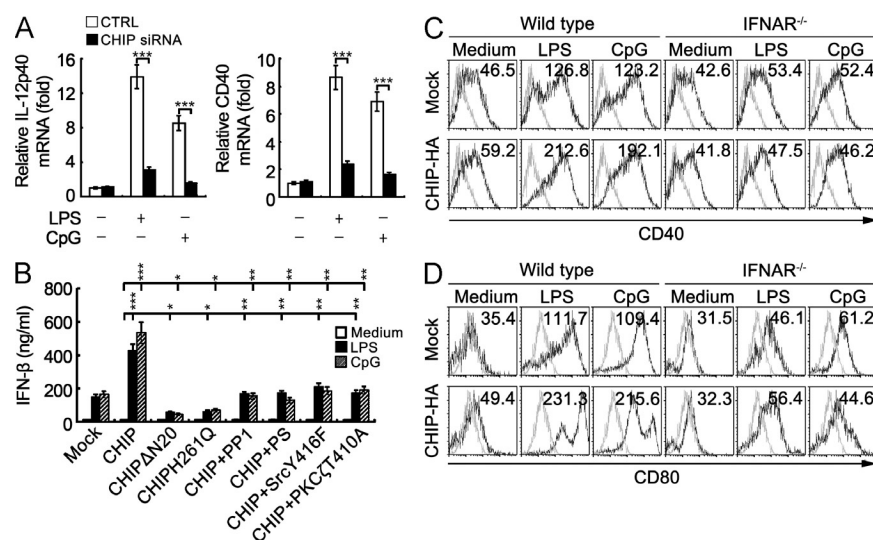 A
CTRL
CHIP siRNA
Relative IL-12p40
mRNA (fold)
16
12
8
4
0
***
***
Relative CD40
mRNA (fold)
10
8
6
4
2
0
***
***
LPS – + – – + –
CpG – – + – – +
B
IFN-β (ng/ml)
800
600
400
200
0
*** * * ** ** ** **
*** * * ** ** ** **
Medium
LPS
CpG
Mock
CHIP
CHIPΔN20
CHIPH261Q
CHIP+PP1
CHIP+PS
CHIP+SrcY416F
CHIP+PKCζT410A
C
Wild type IFNAR-/-
Medium LPS CpG Medium LPS CpG
Mock
46.5 126.8 123.2 42.6 53.4 52.4
CHIP-HA
59.2 212.6 192.1 41.8 47.5 46.2
CD40
D
Wild type IFNAR-/-
Medium LPS CpG Medium LPS CpG
Mock
35.4 111.7 109.4 31.5 46.1 61.2
CHIP-HA
49.4 231.3 215.6 32.3 56.4 44.6
CD80